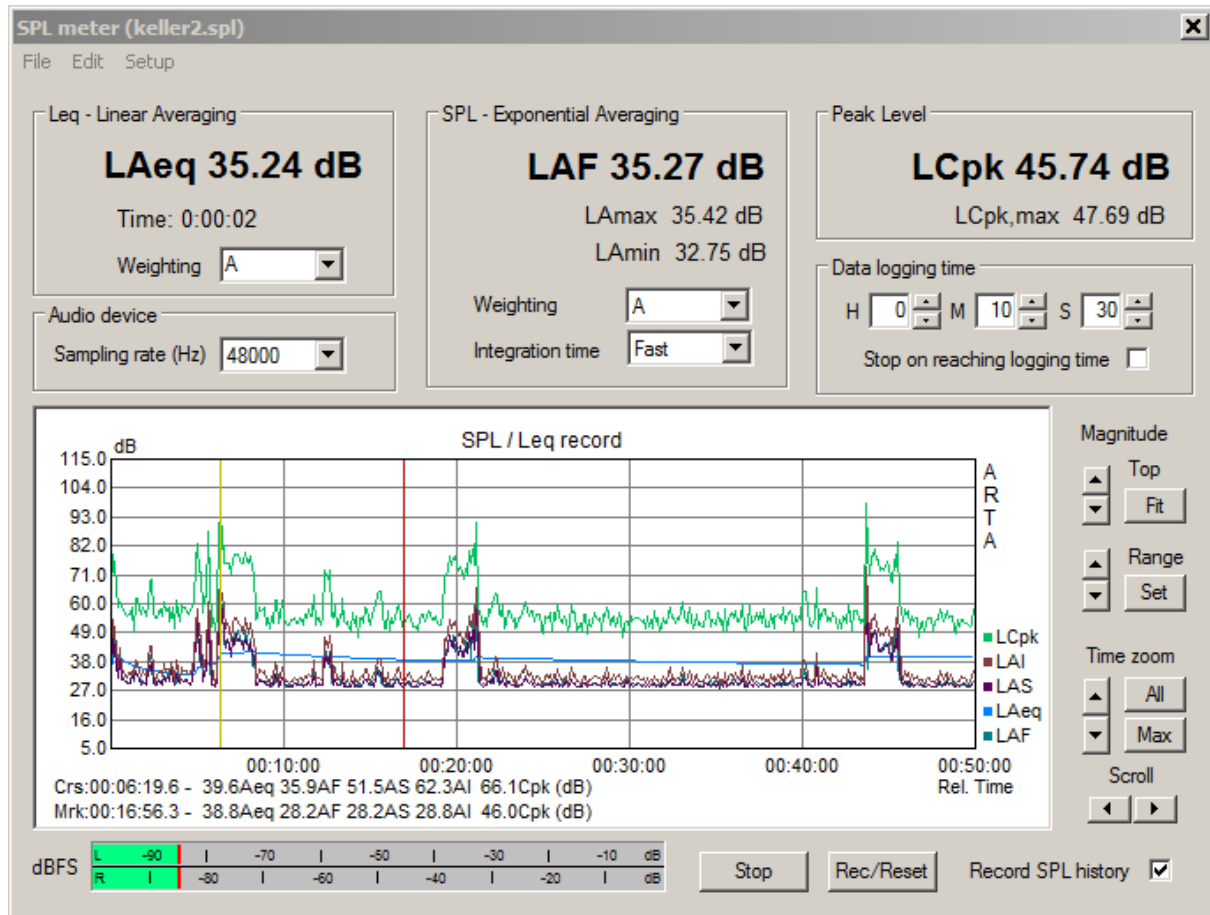 SPL meter (keller2.spl)
File Edit Setup
Leq - Linear Averaging
LAeq 35.24 dB
Time: 0:00:02
Weighting A
Audio device
Sampling rate (Hz) 48000
SPL - Exponential Averaging
LAF 35.27 dB
LAmax 35.42 dB
LAmin 32.75 dB
Weighting A
Integration time Fast
Peak Level
LCpk 45.74 dB
LCpk,max 47.69 dB
Data logging time
H 0 M 10 S 30
Stop on reaching logging time
SPL / Leq record
dB
115.0
104.0
93.0
82.0
71.0
60.0
49.0
38.0
27.0
16.0
5.0
A
R
T
A
LCpk
LAI
LAS
LAeq
LAF
00:10:00 00:20:00 00:30:00 00:40:00 00:50:00
Rel. Time
Crs:00:06:19.6 - 39.6Aeq 35.9AF 51.5AS 62.3AI 66.1Cpk (dB)
Mrk:00:16:56.3 - 38.8Aeq 28.2AF 28.2AS 28.8AI 46.0Cpk (dB)
Magnitude
Top
Fit
Range
Set
Time zoom
All
Max
Scroll
dBFS
L -90 -70 -50 -30 -10 dB
R -80 -60 -40 -20 dB
Stop
Rec/Reset
Record SPL history